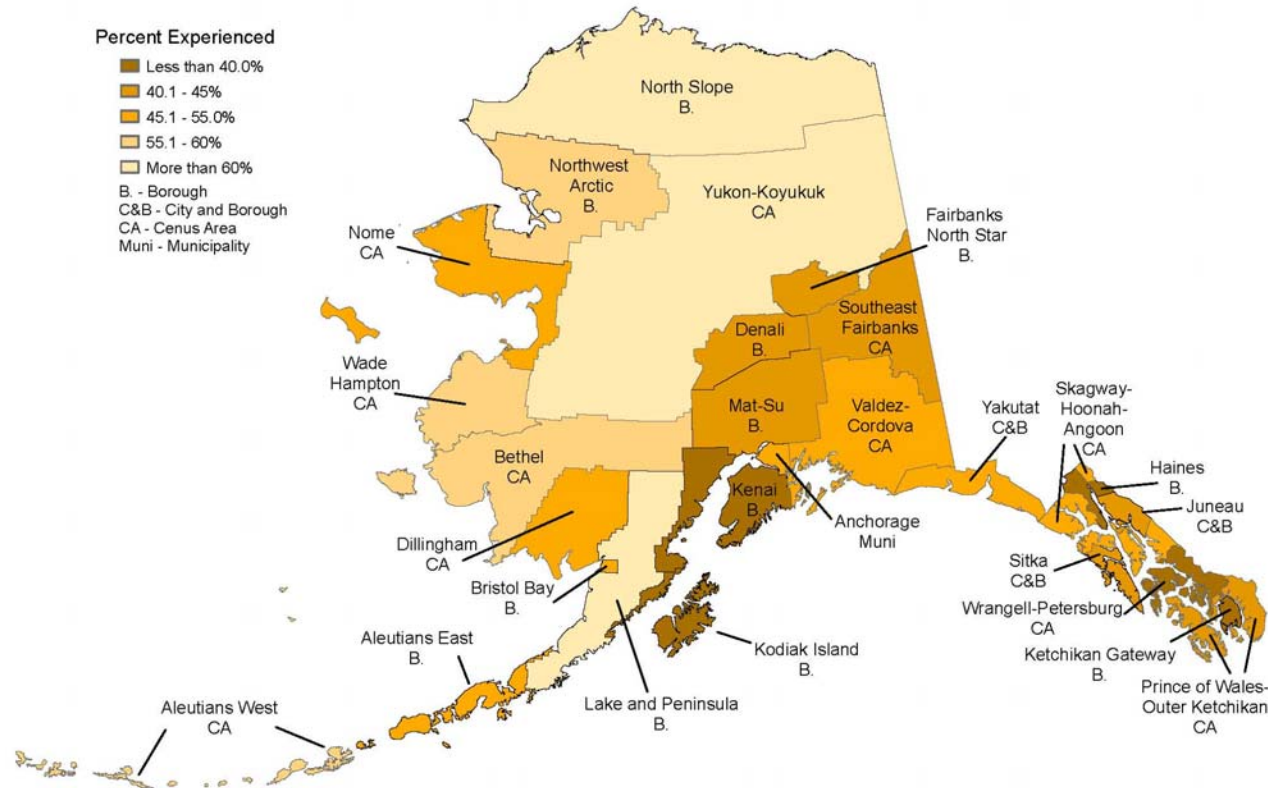 Percent Experienced
Less than 40.0%
40.1 - 45%
45.1 - 55.0%
55.1 - 60%
More than 60%
B. - Borough
C&B - City and Borough
CA - Cenus Area
Muni - Municipality
North Slope
B.
Northwest
Arctic
B.
Yukon-Koyukuk
CA
Fairbanks
North Star
B.
Nome
CA
Southeast
Fairbanks
CA
Denali
B.
Wade
Hampton
CA
Mat-Su
B.
Valdez-
Cordova
CA
Yakutat
C&B
Skagway-
Hoonah-
Angoon
CA
Bethel
CA
Kenai
B.
Haines
B.
Juneau
C&B
Anchorage
Muni
Dillingham
CA
Bristol Bay
B.
Sitka
C&B
Wrangell-Petersburg
CA
Aleutians East
B.
Kodiak Island
B.
Ketchikan Gateway
B.
Lake and Peninsula
B.
Prince of Wales-
Outer Ketchikan
CA
Aleutians West
CA